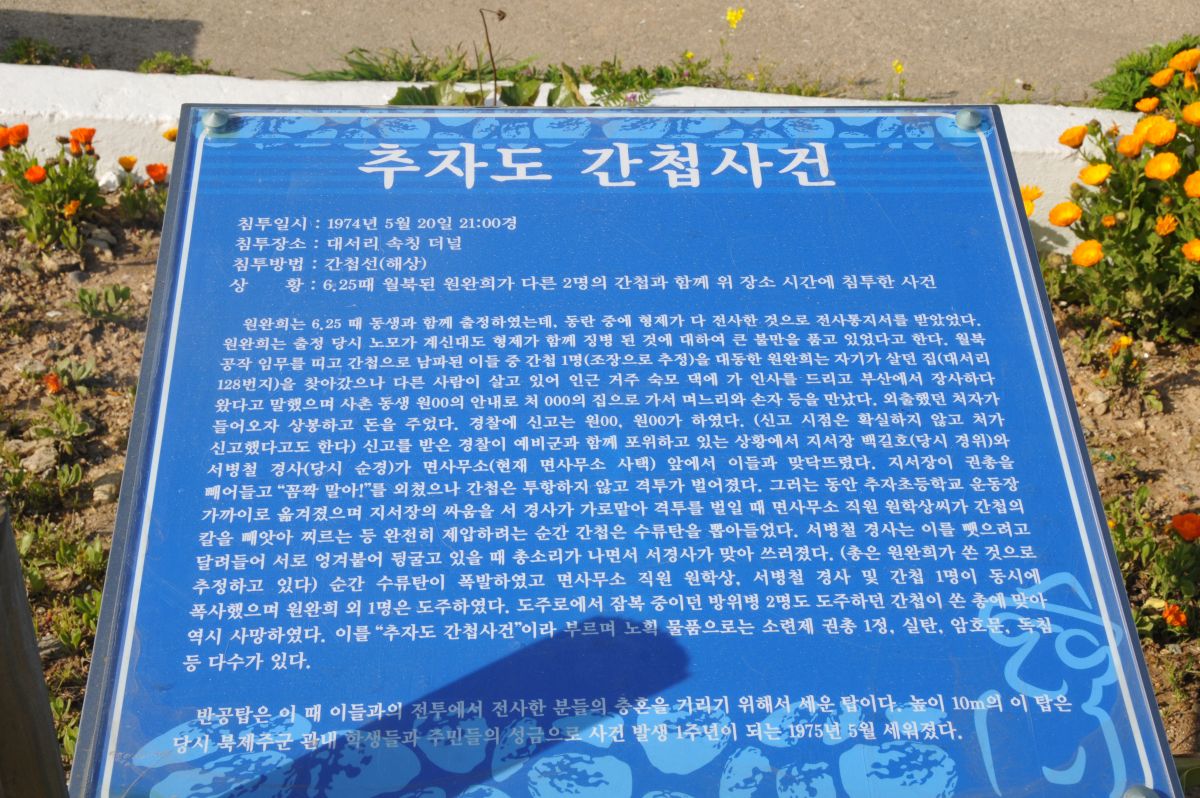 추자도 간첩사건
침투일시 : 1974년 5월 20일 21:00경
침투장소 : 대서리 속칭 더널
침투방법 : 간첩선(해상)
상 황 : 6.25때 월북된 원완희가 다른 2명의 간첩과 함께 위 장소 시간에 침투한 사건
원완희는 6.25 때 동생과 함께 출정하였는데, 동란 중에 형제가 다 전사한 것으로 전사통지서를 받았었다.
원완희는 출정 당시 노모가 계신대도 형제가 함께 징병 된 것에 대하여 큰 불만을 품고 있었다고 한다. 월북
공작 임무를 띠고 간첩으로 남파된 이들 중 간첩 1명(조장으로 추정)을 대동한 원완희는 자기가 살던 집(대서리
128번지)을 찾아갔으나 다른 사람이 살고 있어 인근 거주 숙모 댁에 가 인사를 드리고 부산에서 장사하다
왔다고 말했으며 사촌 동생 원00의 안내로 처 000의 집으로 가서 며느리와 손자 등을 만났다. 외출했던 처자가
들어오자 상봉하고 돈을 주었다. 경찰에 신고는 원00, 원00가 하였다. (신고 시점은 확실하지 않고 처가
신고했다고도 한다) 신고를 받은 경찰이 예비군과 함께 포위하고 있는 상황에서 지서장 백길호(당시 경위)와
서병철 경사(당시 순경)가 면사무소(현재 면사무소 사택) 앞에서 이들과 맞닥뜨렸다. 지서장이 권총을
빼어들고 “꼼짝 말아!”를 외쳤으나 간첩은 투항하지 않고 격투가 벌어졌다. 그러는 동안 추자초등학교 운동장
가까이로 옮겨졌으며 지서장의 싸움을 서 경사가 가로맡아 격투를 벌일 때 면사무소 직원 원학상씨가 간첩의
칼을 빼앗아 찌르는 등 완전히 제압하려는 순간 간첩은 수류탄을 뽑아들었다. 서병철 경사는 이를 뺏으려고
달려들어 서로 엉겨붙어 뒹굴고 있을 때 총소리가 나면서 서경사가 맞아 쓰러졌다. (총은 원완희가 쏜 것으로
추정하고 있다) 순간 수류탄이 폭발하였고 면사무소 직원 원학상, 서병철 경사 및 간첩 1명이 동시에
폭사했으며 원완희 외 1명은 도주하였다. 도주로에서 잠복 중이던 방위병 2명도 도주하던 간첩이 쏜 총에 맞아
역시 사망하였다. 이를 “추자도 간첩사건”이라 부르며 노획 물품으로는 소련제 권총 1정, 실탄, 암호문, 독침
등 다수가 있다.
반공탑은 이 때 이들과의 전투에서 전사한 분들의 충혼을 기리기 위해서 세운 탑이다. 높이 10m의 이 탑은
당시 북제주군 관내 학생들과 주민들의 성금으로 사건 발생 1주년이 되는 1975년 5월 세워졌다.